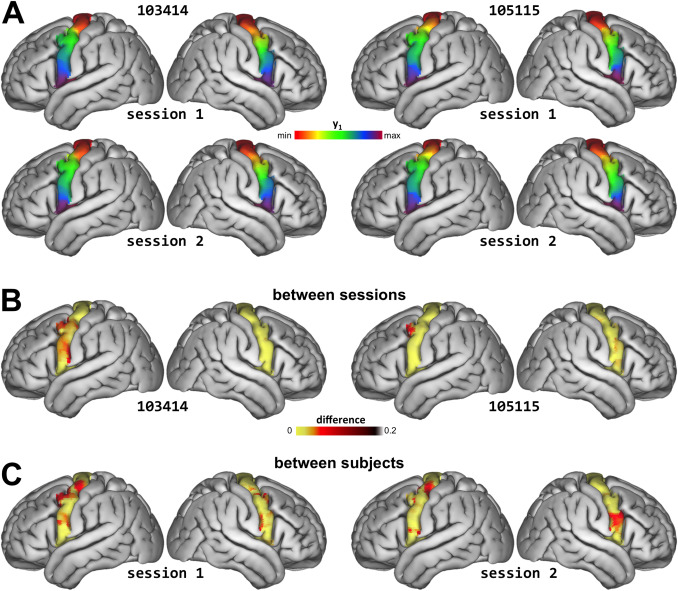 A
103414
105115
session 1
y1
min
max
session 1
session 2
session 2
B
between sessions
103414
105115
difference
0
0.2
C
between subjects
session 1
session 2